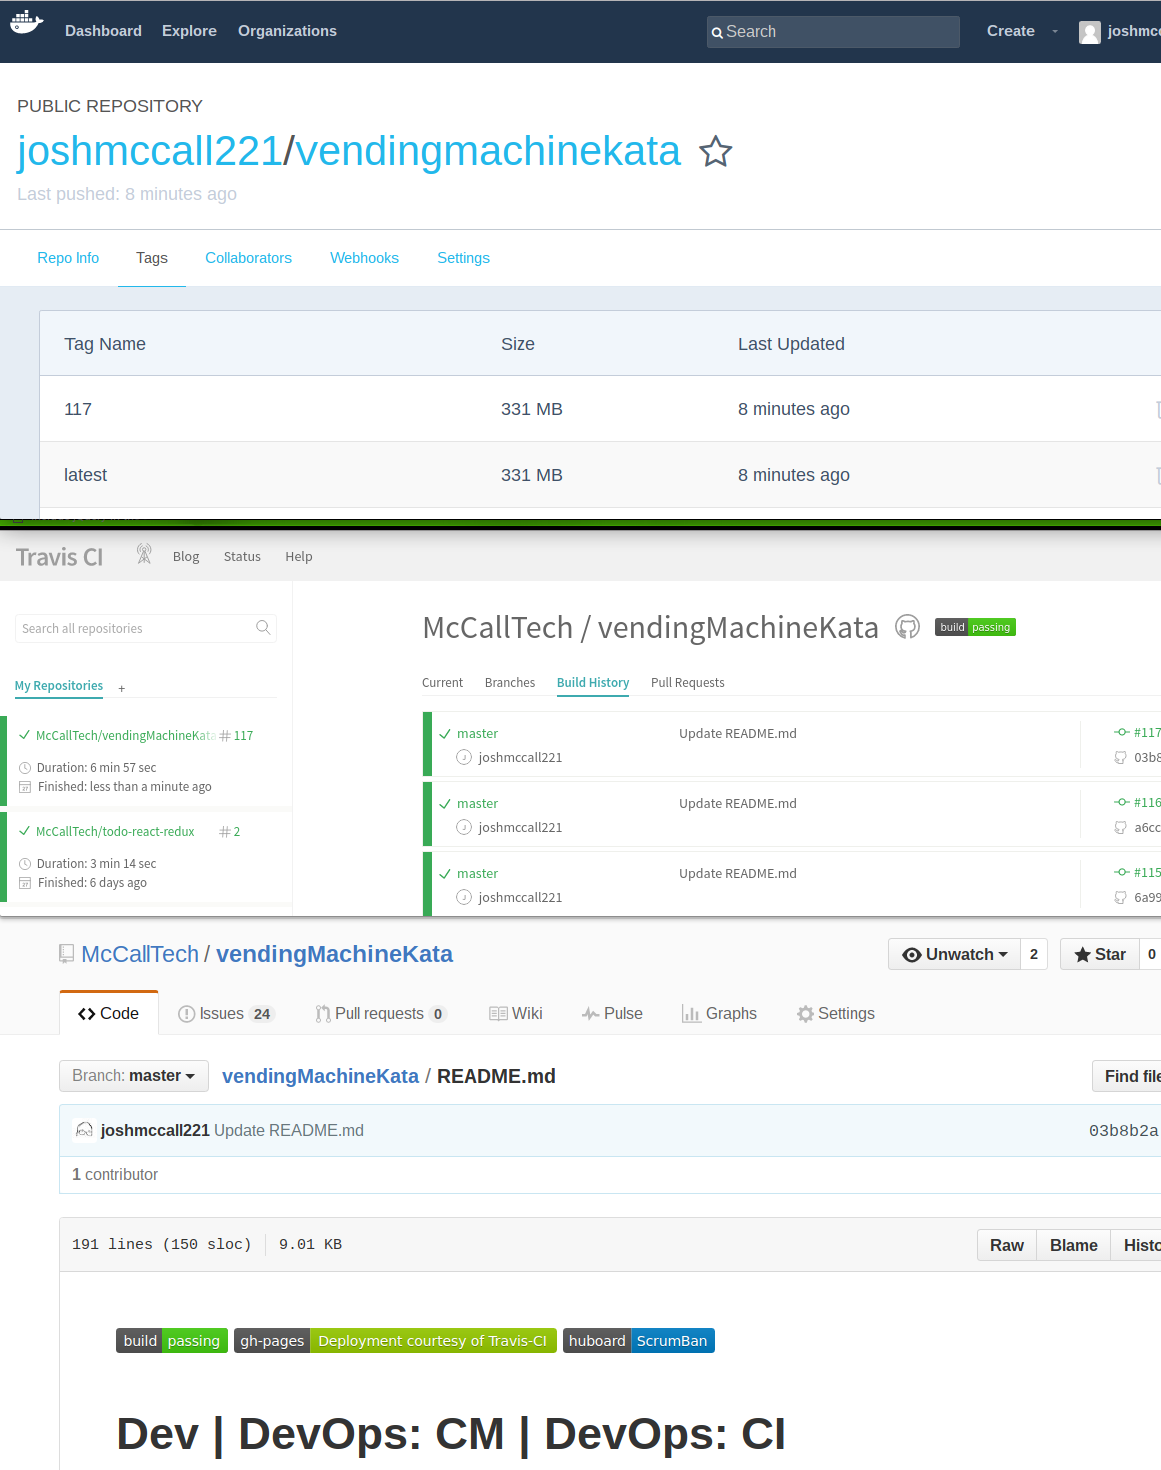 Dashboard Explore Organizations Search Create joshmcc
PUBLIC REPOSITORY
joshmccall221/vendingmachinekata
Last pushed: 8 minutes ago
Repo Info Tags Collaborators Webhooks Settings
Tag Name Size Last Updated
117 331 MB 8 minutes ago
latest 331 MB 8 minutes ago
Travis CI Blog Status Help
McCallTech / vendingMachineKata build passing
Search all repositories
Current Branches Build History Pull Requests
My Repositories +
McCallTech/vendingMachineKata # 117
Duration: 6 min 57 sec
Finished: less than a minute ago
McCallTech/todo-react-redux # 2
Duration: 3 min 14 sec
Finished: 6 days ago
master Update README.md #117
joshmccall221 03b8
master Update README.md #116
joshmccall221 a6cc
master Update README.md #115
joshmccall221 6a99
McCallTech / vendingMachineKata Unwatch 2 Star 0
Code Issues 24 Pull requests 0 Wiki Pulse Graphs Settings
Branch: master vendingMachineKata / README.md Find file
joshmccall221 Update README.md 03b8b2a
1 contributor
191 lines (150 sloc) 9.01 KB Raw Blame Histo
build passing gh-pages Deployment courtesy of Travis-CI huboard ScrumBan
Dev | DevOps: CM | DevOps: CI